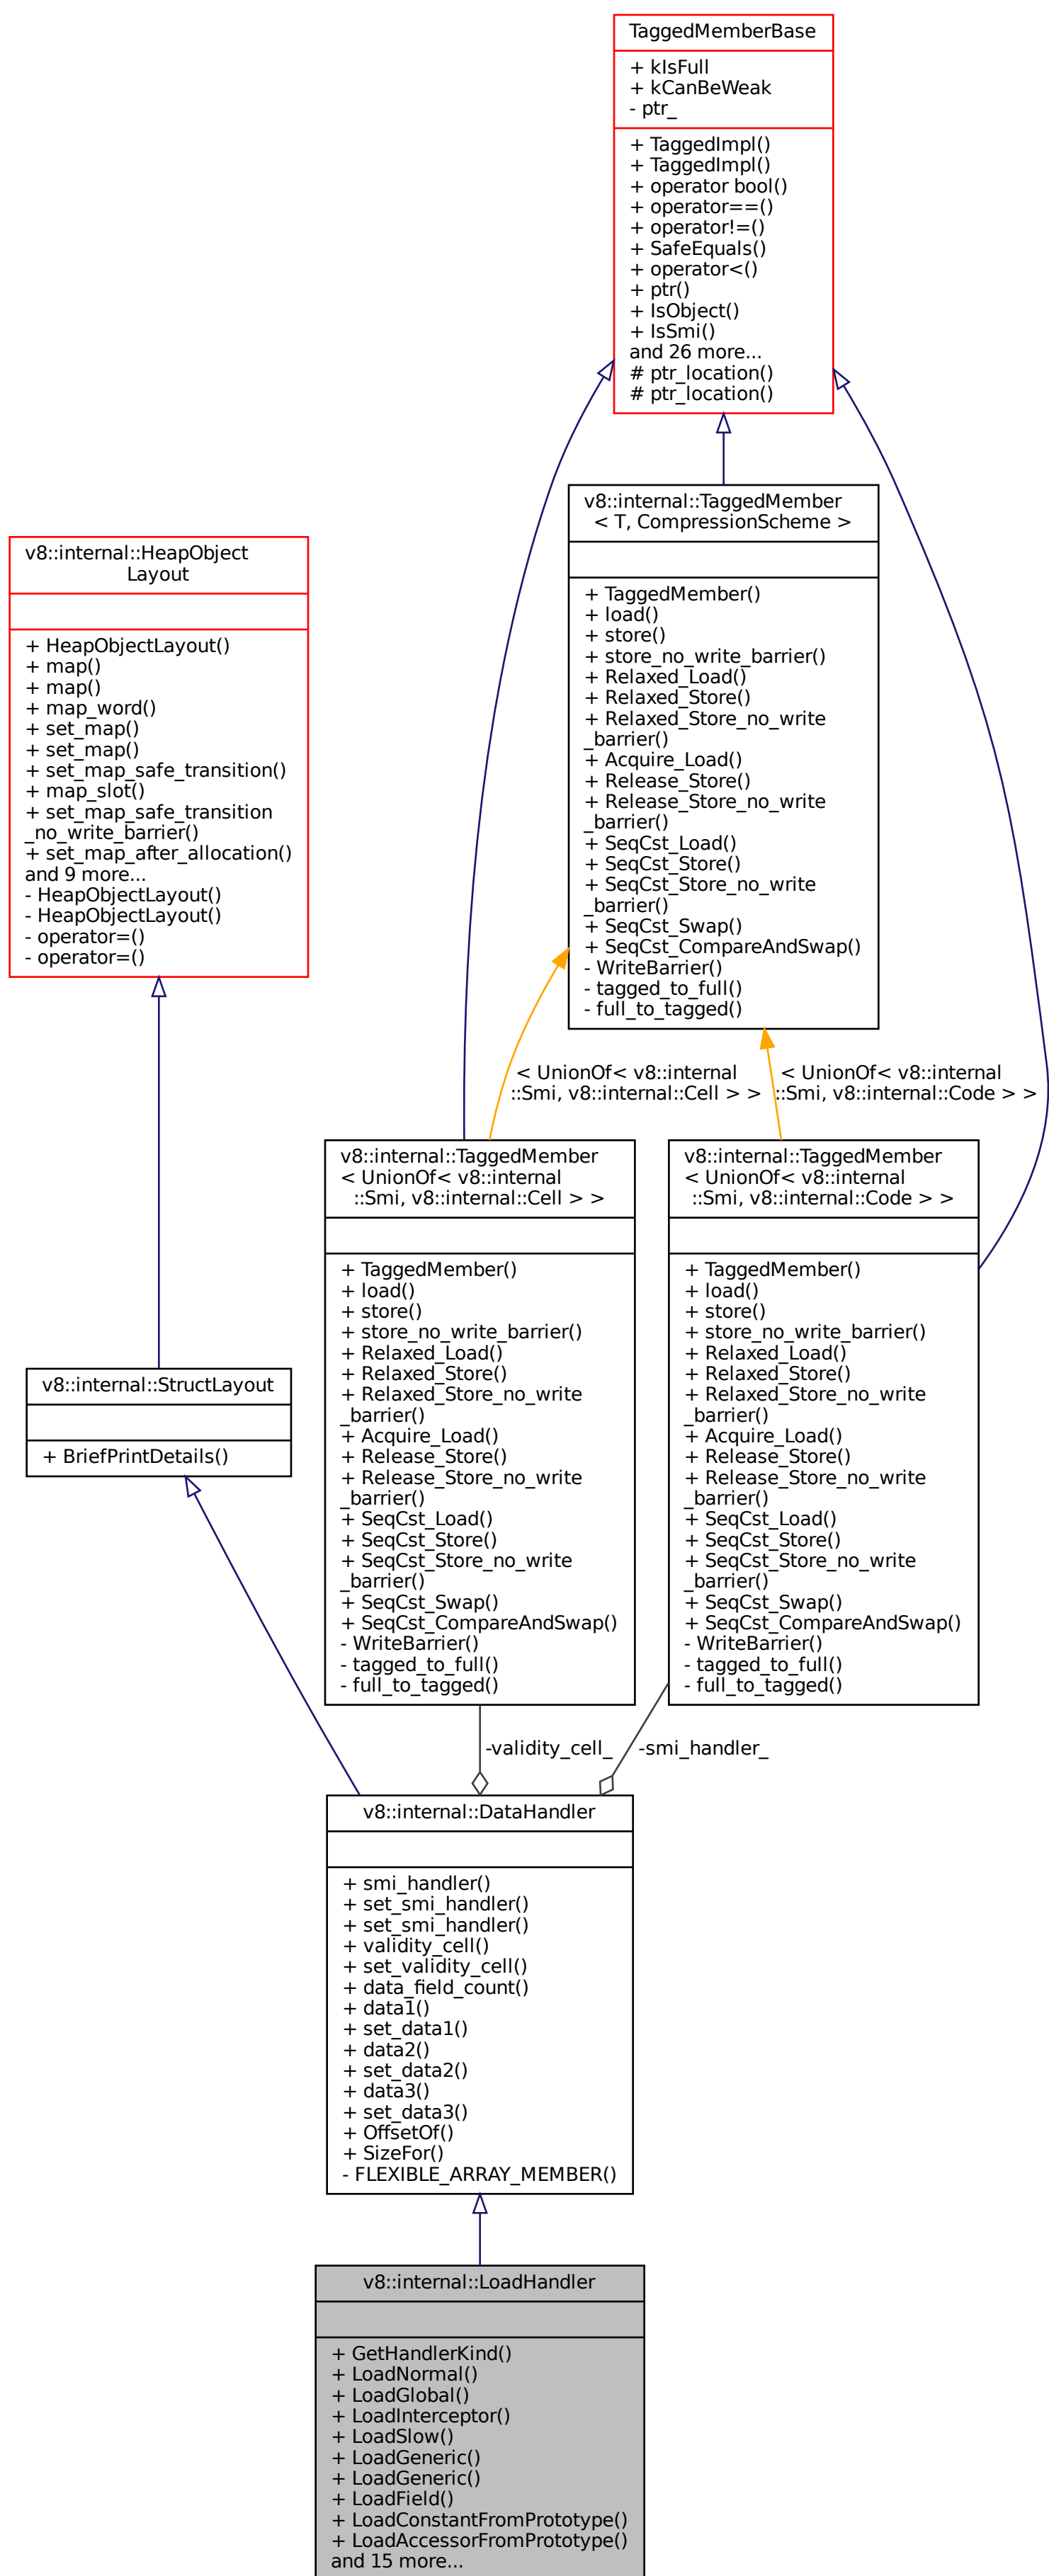 TaggedMemberBase
+ kIsFull
+ kCanBeWeak
- ptr_
+ TaggedImpl()
+ TaggedImpl()
+ operator bool()
+ operator==()
+ operator!=()
+ SafeEquals()
+ operator<()
+ ptr()
+ IsObject()
+ IsSmi()
and 26 more...
# ptr_location()
# ptr_location()
v8::internal::TaggedMember
< T, CompressionScheme >
+ TaggedMember()
+ load()
+ store()
+ store_no_write_barrier()
+ Relaxed_Load()
+ Relaxed_Store()
+ Relaxed_Store_no_write
_barrier()
+ Acquire_Load()
+ Release_Store()
+ Release_Store_no_write
_barrier()
+ SeqCst_Load()
+ SeqCst_Store()
+ SeqCst_Store_no_write
_barrier()
+ SeqCst_Swap()
+ SeqCst_CompareAndSwap()
- WriteBarrier()
- tagged_to_full()
- full_to_tagged()
v8::internal::HeapObject
Layout
+ HeapObjectLayout()
+ map()
+ map()
+ map_word()
+ set_map()
+ set_map()
+ set_map_safe_transition()
+ map_slot()
+ set_map_safe_transition
_no_write_barrier()
+ set_map_after_allocation()
and 9 more...
- HeapObjectLayout()
- HeapObjectLayout()
- operator=()
- operator=()
< UnionOf< v8::internal
::Smi, v8::internal::Cell > >
< UnionOf< v8::internal
::Smi, v8::internal::Code > >
v8::internal::TaggedMember
< UnionOf< v8::internal
::Smi, v8::internal::Cell > >
+ TaggedMember()
+ load()
+ store()
+ store_no_write_barrier()
+ Relaxed_Load()
+ Relaxed_Store()
+ Relaxed_Store_no_write
_barrier()
+ Acquire_Load()
+ Release_Store()
+ Release_Store_no_write
_barrier()
+ SeqCst_Load()
+ SeqCst_Store()
+ SeqCst_Store_no_write
_barrier()
+ SeqCst_Swap()
+ SeqCst_CompareAndSwap()
- WriteBarrier()
- tagged_to_full()
- full_to_tagged()
v8::internal::TaggedMember
< UnionOf< v8::internal
::Smi, v8::internal::Code > >
+ TaggedMember()
+ load()
+ store()
+ store_no_write_barrier()
+ Relaxed_Load()
+ Relaxed_Store()
+ Relaxed_Store_no_write
_barrier()
+ Acquire_Load()
+ Release_Store()
+ Release_Store_no_write
_barrier()
+ SeqCst_Load()
+ SeqCst_Store()
+ SeqCst_Store_no_write
_barrier()
+ SeqCst_Swap()
+ SeqCst_CompareAndSwap()
- WriteBarrier()
- tagged_to_full()
- full_to_tagged()
v8::internal::StructLayout
+ BriefPrintDetails()
-validity_cell_
-smi_handler_
v8::internal::DataHandler
+ smi_handler()
+ set_smi_handler()
+ set_smi_handler()
+ validity_cell()
+ set_validity_cell()
+ data_field_count()
+ data1()
+ set_data1()
+ data2()
+ set_data2()
+ data3()
+ set_data3()
+ OffsetOf()
+ SizeFor()
- FLEXIBLE_ARRAY_MEMBER()
v8::internal::LoadHandler
+ GetHandlerKind()
+ LoadNormal()
+ LoadGlobal()
+ LoadInterceptor()
+ LoadSlow()
+ LoadGeneric()
+ LoadGeneric()
+ LoadField()
+ LoadConstantFromPrototype()
+ LoadAccessorFromPrototype()
and 15 more...